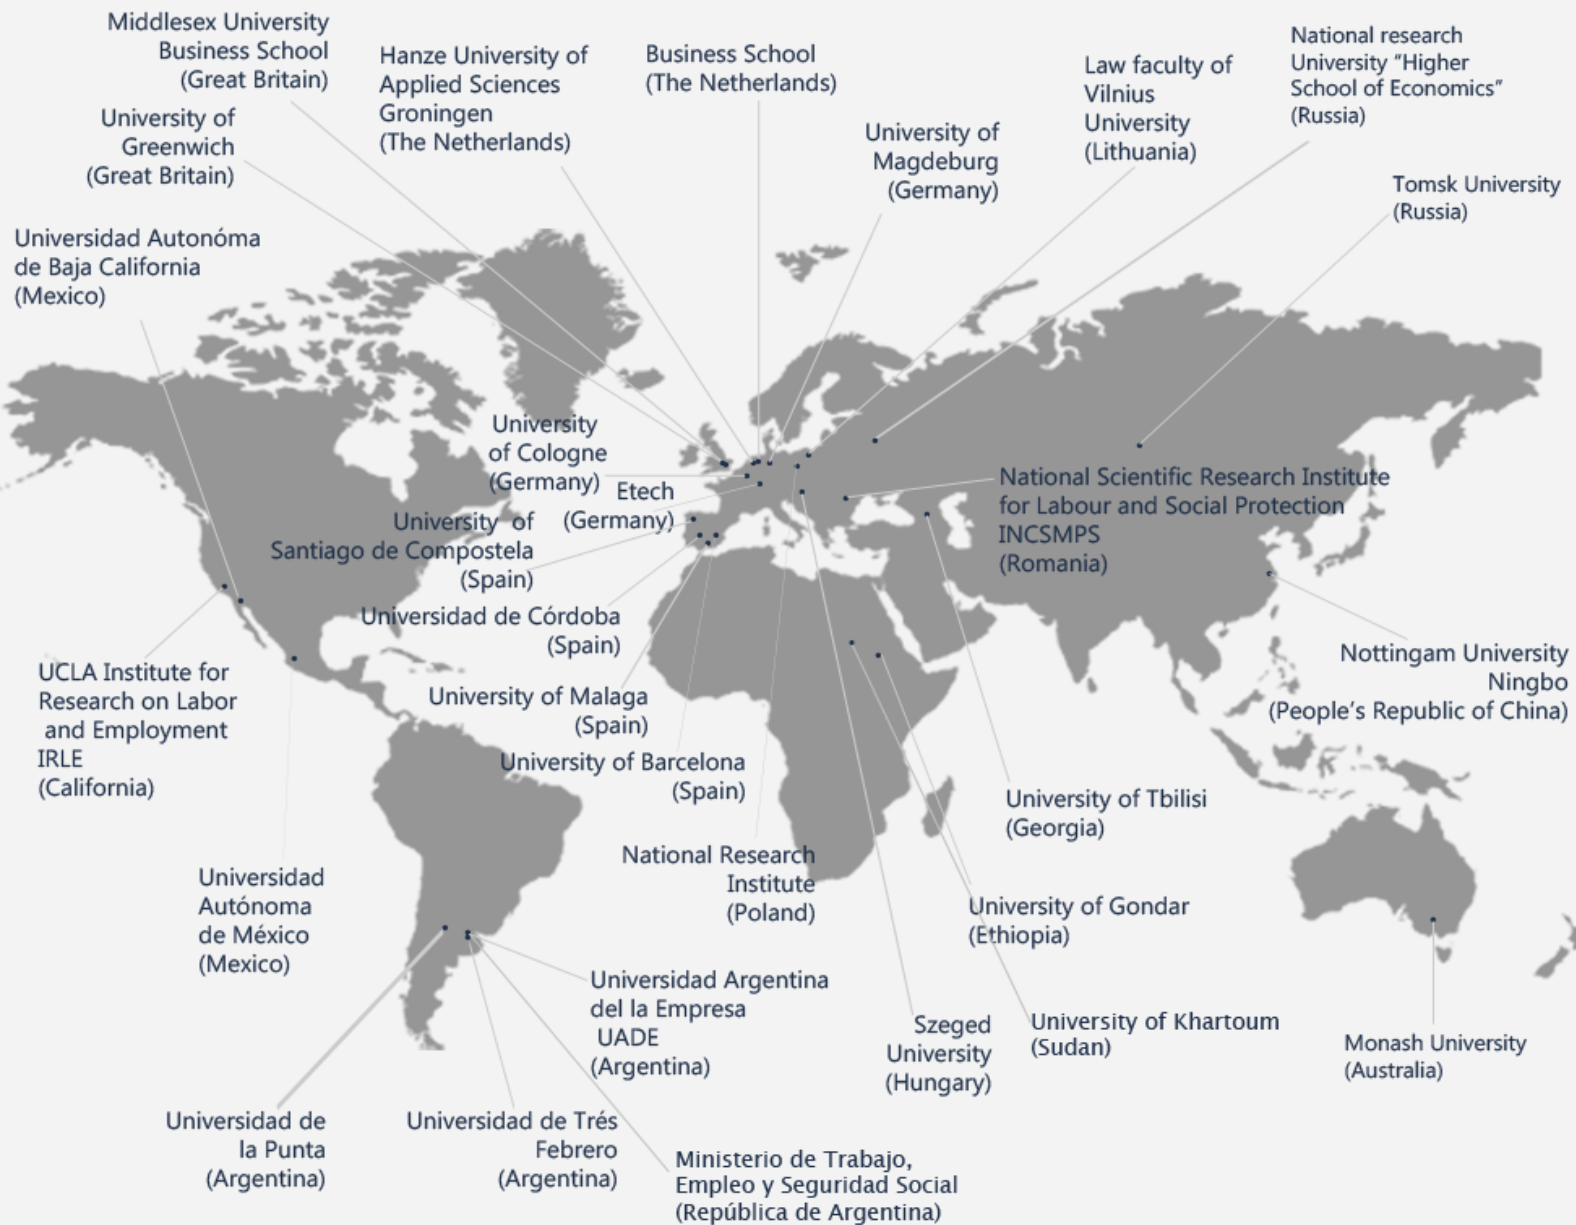 Middlesex University
Business School
(Great Britain)
Hanze University of
Applied Sciences
Groningen
(The Netherlands)
Business School
(The Netherlands)
Law faculty of
Vilnius
University
(Lithuania)
National research
University “Higher
School of Economics”
(Russia)
University of
Greenwich
(Great Britain)
University of
Magdeburg
(Germany)
Tomsk University
(Russia)
Universidad Autonóma
de Baja California
(Mexico)
University
of Cologne
(Germany)
Etech
(Germany)
National Scientific Research Institute
for Labour and Social Protection
INCSMPS
(Romania)
University of
Santiago de Compostela
(Spain)
Universidad de Córdoba
(Spain)
UCLA Institute for
Research on Labor
and Employment
IRLE
(California)
University of Malaga
(Spain)
Nottingam University
Ningbo
(People’s Republic of China)
University of Barcelona
(Spain)
University of Tbilisi
(Georgia)
National Research
Institute
(Poland)
Universidad
Autónoma
de México
(Mexico)
University of Gondar
(Ethiopia)
Universidad Argentina
del la Empresa
UADE
(Argentina)
Szeged
University
(Hungary)
University of Khartoum
(Sudan)
Monash University
(Australia)
Universidad de
la Punta
(Argentina)
Universidad de Trés
Febrero
(Argentina)
Ministerio de Trabajo,
Empleo y Seguridad Social
(República de Argentina)